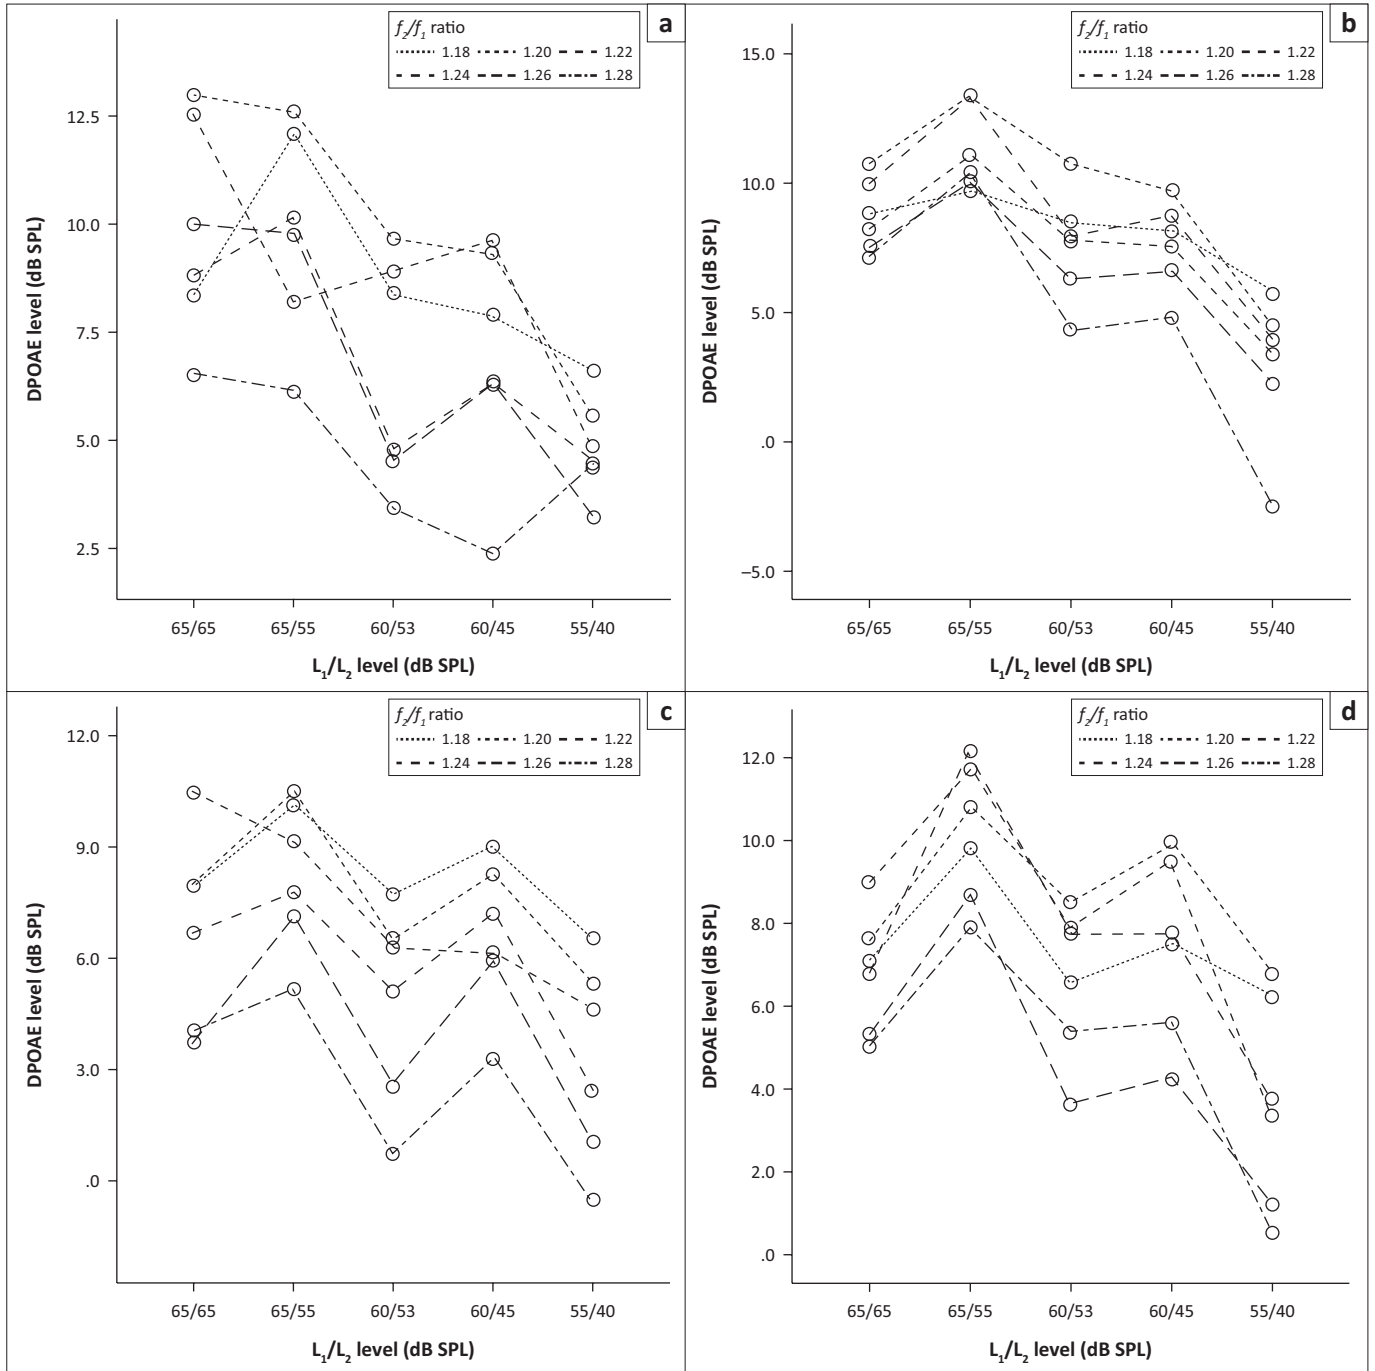 a
f₂/f₁ ratio
1.18 1.20 1.22
1.24 1.26 1.28
12.5
10.0
7.5
5.0
2.5
DPOAE level (dB SPL)
65/65 65/55 60/53 60/45 55/40
L₁/L₂ level (dB SPL)
b
f₂/f₁ ratio
1.18 1.20 1.22
1.24 1.26 1.28
15.0
10.0
5.0
.0
−5.0
DPOAE level (dB SPL)
65/65 65/55 60/53 60/45 55/40
L₁/L₂ level (dB SPL)
c
f₂/f₁ ratio
1.18 1.20 1.22
1.24 1.26 1.28
12.0
9.0
6.0
3.0
.0
DPOAE level (dB SPL)
65/65 65/55 60/53 60/45 55/40
L₁/L₂ level (dB SPL)
d
f₂/f₁ ratio
1.18 1.20 1.22
1.24 1.26 1.28
12.0
10.0
8.0
6.0
4.0
2.0
.0
DPOAE level (dB SPL)
65/65 65/55 60/53 60/45 55/40
L₁/L₂ level (dB SPL)